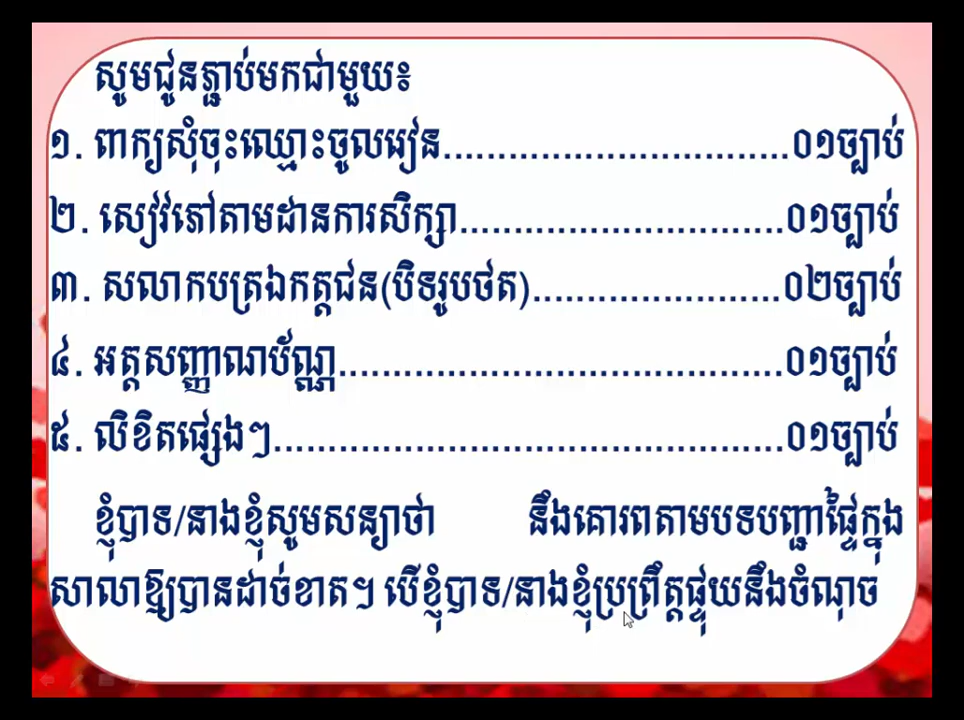 សូមជូនភ្ជាប់មកជាមួយ៖
១. ពាក្យសុំចុះឈ្មោះចូលរៀន................................០១ច្បាប់
២. សៀវភៅតាមដានការសិក្សា..............................០១ច្បាប់
៣. សលាកបត្រឯកត្តជន(បិទរូបថត).......................០២ច្បាប់
៤. អត្តសញ្ញាណប័ណ្ណ.........................................០១ច្បាប់
៥. លិខិតផ្សេងៗ...............................................០១ច្បាប់
ខ្ញុំបាទ/នាងខ្ញុំសូមសន្យាថា នឹងគោរពតាមបទបញ្ជាផ្ទៃក្នុង
សាលាឱ្យបានដាច់ខាត។ បើខ្ញុំបាទ/នាងខ្ញុំប្រព្រឹត្តផ្ទុយនឹងចំណុច